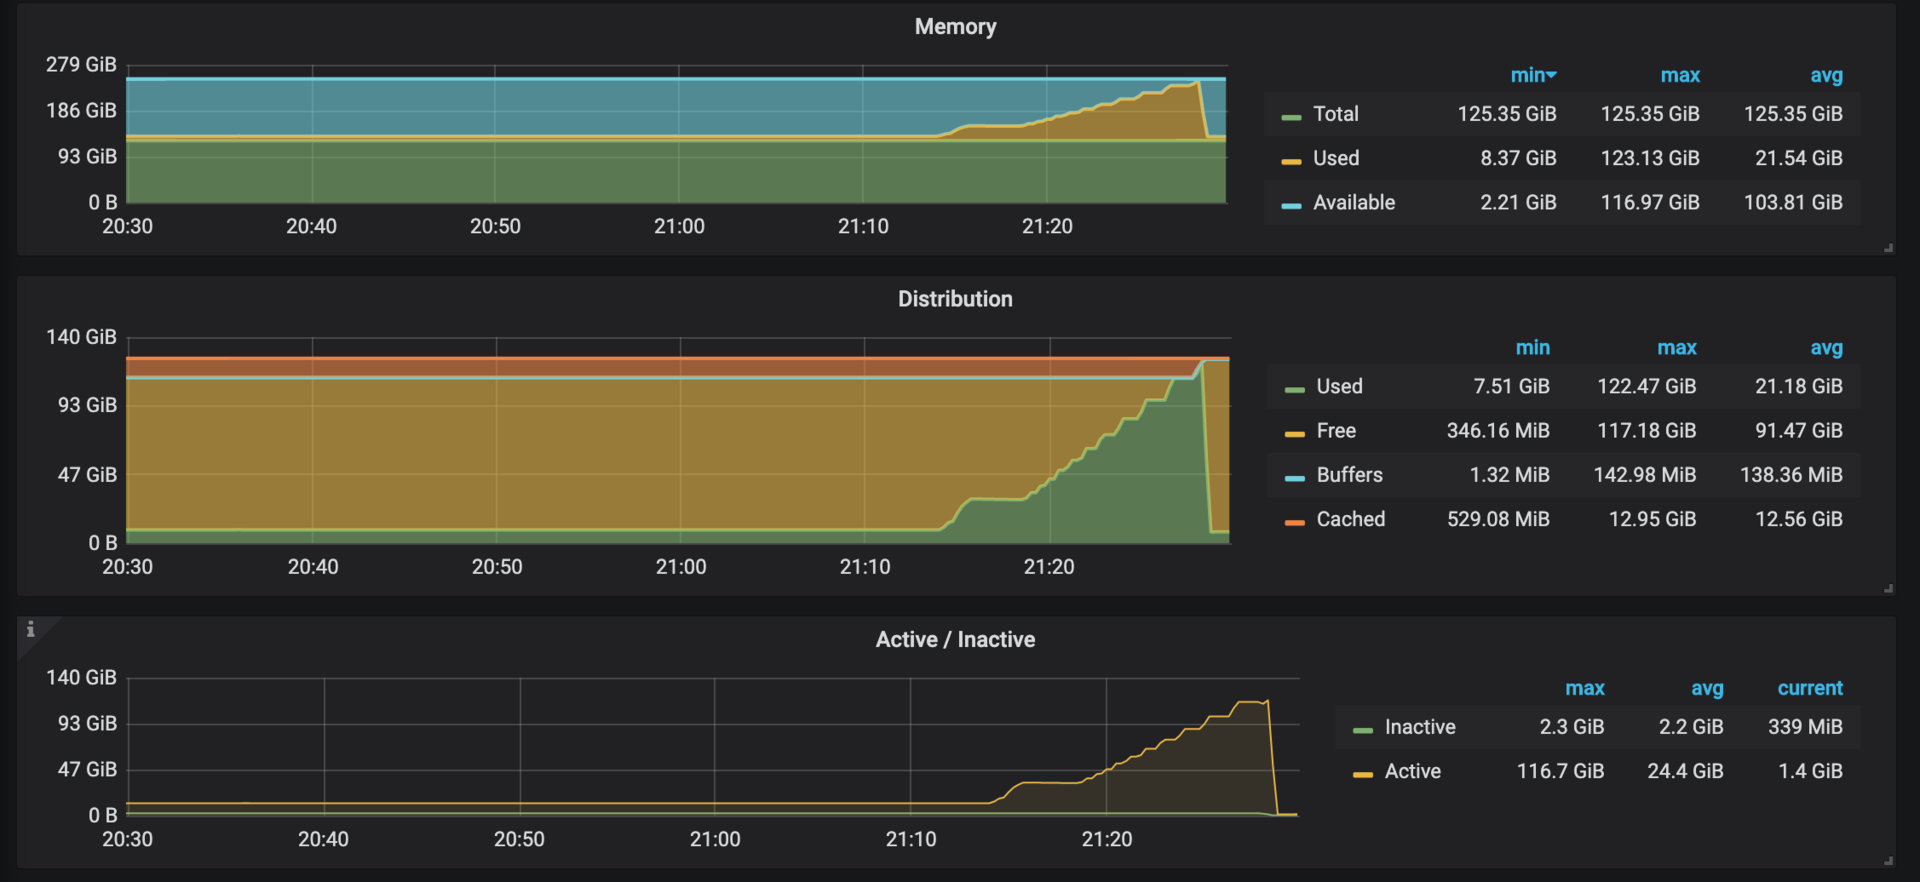 Memory
279 GiB
186 GiB
93 GiB
0 B
20:30 20:40 20:50 21:00 21:10 21:20
min max avg
Total 125.35 GiB 125.35 GiB 125.35 GiB
Used 8.37 GiB 123.13 GiB 21.54 GiB
Available 2.21 GiB 116.97 GiB 103.81 GiB
Distribution
140 GiB
93 GiB
47 GiB
0 B
20:30 20:40 20:50 21:00 21:10 21:20
min max avg
Used 7.51 GiB 122.47 GiB 21.18 GiB
Free 346.16 MiB 117.18 GiB 91.47 GiB
Buffers 1.32 MiB 142.98 MiB 138.36 MiB
Cached 529.08 MiB 12.95 GiB 12.56 GiB
i
Active / Inactive
140 GiB
93 GiB
47 GiB
0 B
20:30 20:40 20:50 21:00 21:10 21:20
max avg current
Inactive 2.3 GiB 2.2 GiB 339 MiB
Active 116.7 GiB 24.4 GiB 1.4 GiB